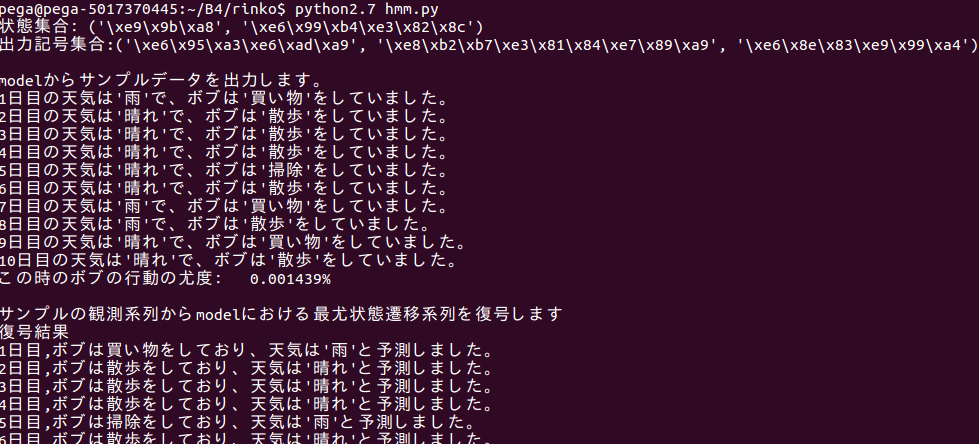 pega@pega-5017370445:~/B4/rinko$ python2.7 hmm.py
状態集合: ('\xe9\x9b\xa8', '\xe6\x99\xb4\xe3\x82\x8c')
出力記号集合:('\xe6\x95\xa3\xe6\xad\xa9', '\xe8\xb2\xb7\xe3\x81\x84\xe7\x89\xa9', '\xe6\x8e\x83\xe9\x99\xa4')
modelからサンプルデータを出力します。
1日目の天気は'雨'で、ボブは'買い物'をしていました。
2日目の天気は'晴れ'で、ボブは'散歩'をしていました。
3日目の天気は'晴れ'で、ボブは'散歩'をしていました。
4日目の天気は'晴れ'で、ボブは'散歩'をしていました。
5日目の天気は'晴れ'で、ボブは'掃除'をしていました。
6日目の天気は'晴れ'で、ボブは'散歩'をしていました。
7日目の天気は'雨'で、ボブは'買い物'をしていました。
8日目の天気は'雨'で、ボブは'散歩'をしていました。
9日目の天気は'晴れ'で、ボブは'買い物'をしていました。
10日目の天気は'晴れ'で、ボブは'散歩'をしていました。
この時のボブの行動の尤度: 0.001439%
サンプルの観測系列からmodelにおける最尤状態遷移系列を復号します
復号結果
1日目,ボブは買い物をしており、天気は'雨'と予測しました。
2日目,ボブは散歩をしており、天気は'晴れ'と予測しました。
3日目,ボブは散歩をしており、天気は'晴れ'と予測しました。
4日目,ボブは散歩をしており、天気は'晴れ'と予測しました。
5日目,ボブは掃除をしており、天気は'雨'と予測しました。
6日目,ボブは散歩をしており、天気は'晴れ'と予測しました。